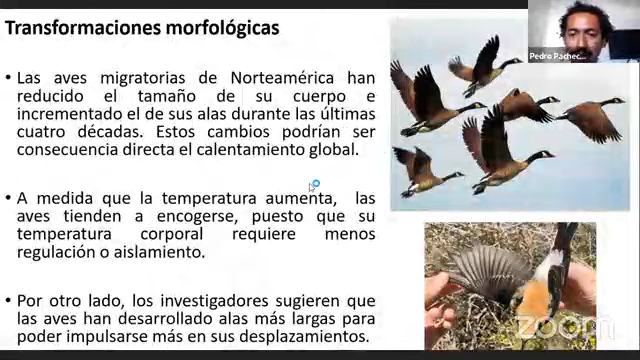 Transformaciones morfológicas
• Las aves migratorias de Norteamérica han
reducido el tamaño de su cuerpo e
incrementado el de sus alas durante las últimas
cuatro décadas. Estos cambios podrían ser
consecuencia directa el calentamiento global.
• A medida que la temperatura aumenta, las
aves tienden a encogerse, puesto que su
temperatura corporal requiere menos
regulación o aislamiento.
• Por otro lado, los investigadores sugieren que
las aves han desarrollado alas más largas para
poder impulsarse más en sus desplazamientos.
Pedro Pachec...
zoom